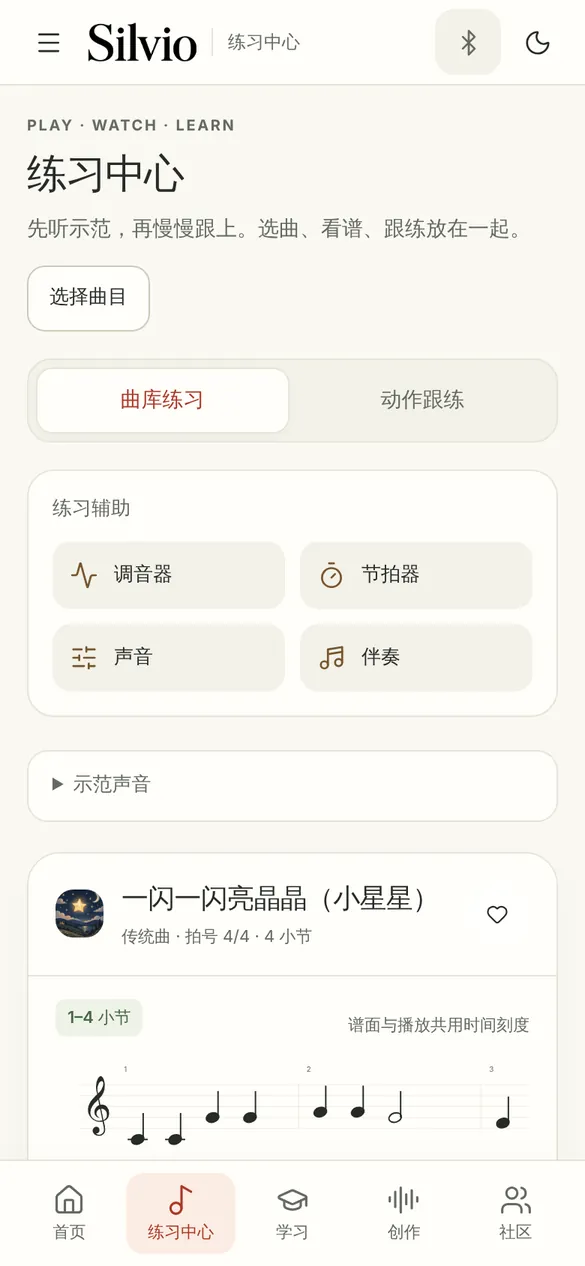 Silvio 练习中心
PLAY · WATCH · LEARN
练习中心
先听示范，再慢慢跟上。选曲、看谱、跟练放在一起。
选择曲目
曲库练习 动作跟练
练习辅助
调音器 节拍器
声音 伴奏
示范声音
一闪一闪亮晶晶（小星星）
传统曲 · 拍号 4/4 · 4 小节
1–4 小节 谱面与播放共用时间刻度
1 2 3
首页 练习中心 学习 创作 社区